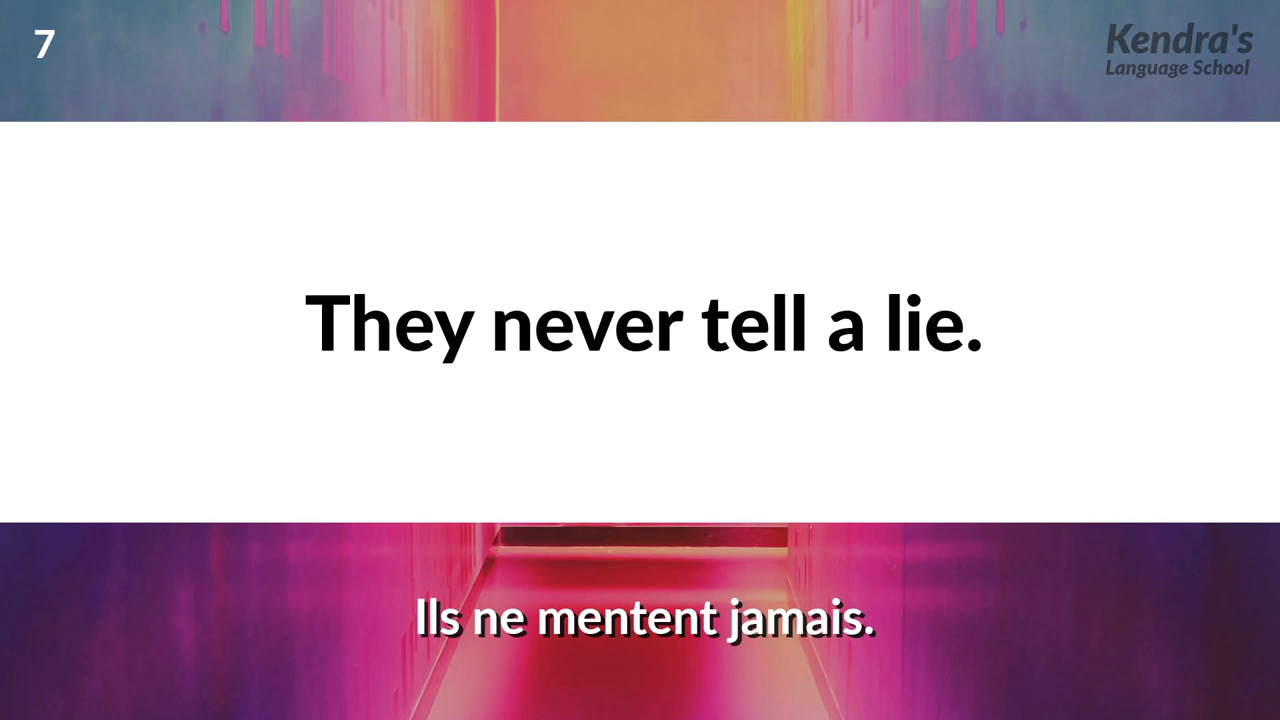 7
Kendra's
Language School
They never tell a lie.
Ils ne mentent jamais.